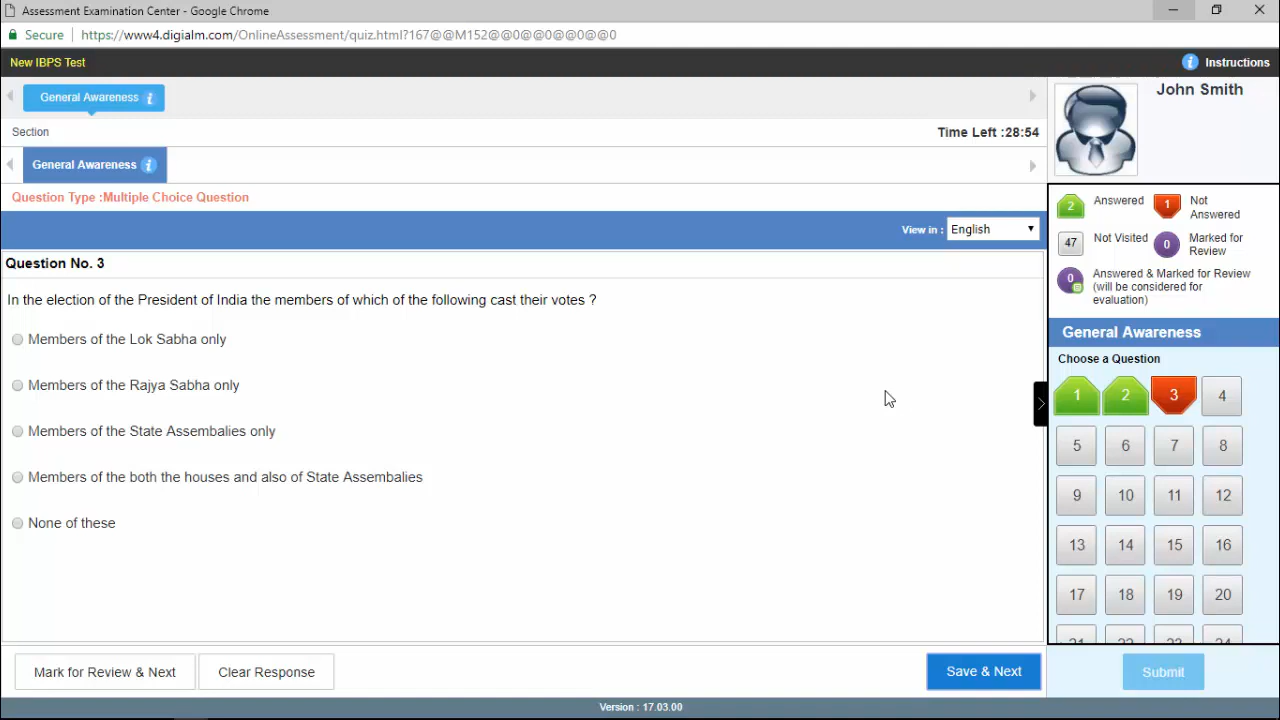 Assessment Examination Center - Google Chrome
Secure https://www4.digialm.com/OnlineAssessment/quiz.html?167@@M152@@0@@0@@0@@0
New IBPS Test
Instructions
General Awareness
John Smith
Section
Time Left :28:54
General Awareness
Question Type :Multiple Choice Question
View in : English
Question No. 3
In the election of the President of India the members of which of the following cast their votes ?
Members of the Lok Sabha only
Members of the Rajya Sabha only
Members of the State Assembalies only
Members of the both the houses and also of State Assembalies
None of these
2 Answered
1 Not Answered
47 Not Visited
0 Marked for Review
0 Answered & Marked for Review (will be considered for evaluation)
General Awareness
Choose a Question
1 2 3 4
5 6 7 8
9 10 11 12
13 14 15 16
17 18 19 20
21 22 23 24
Mark for Review & Next
Clear Response
Save & Next
Submit
Version : 17.03.00